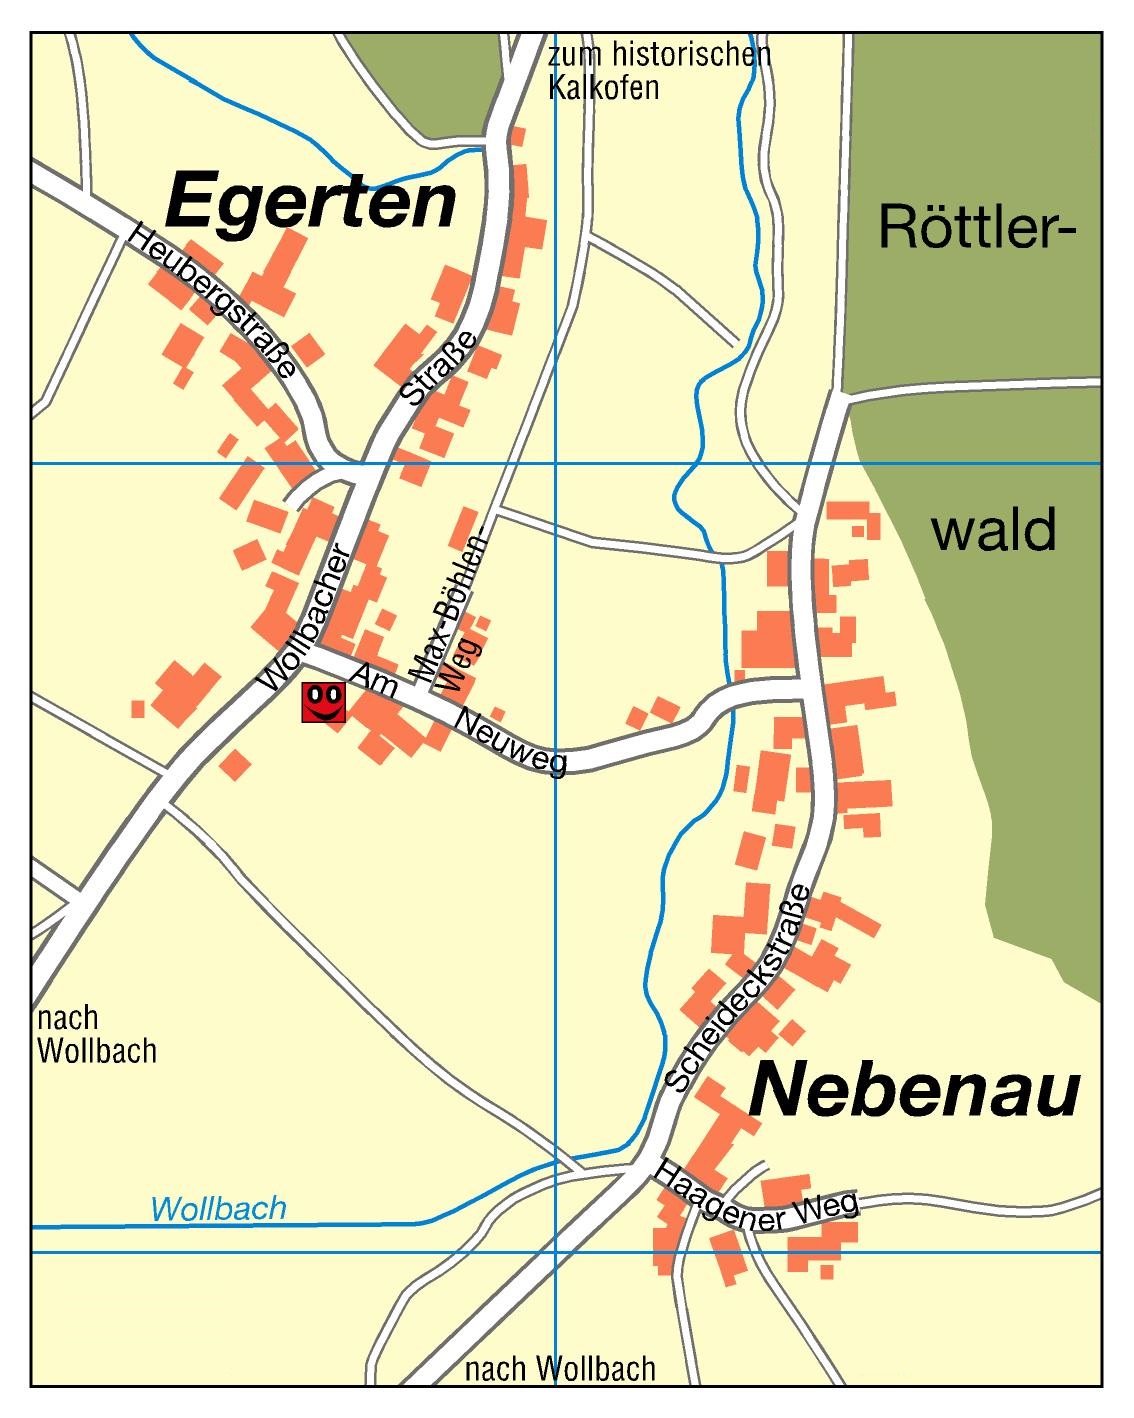 zum historischen
Kalkofen
Egerten
Röttler-
Heubergstraße
Straße
wald
Wollbacher
Max-Böhlen-
Weg
Am
Neuweg
Scheideckstraße
nach
Wollbach
Nebenau
Haagener Weg
Wollbach
nach Wollbach